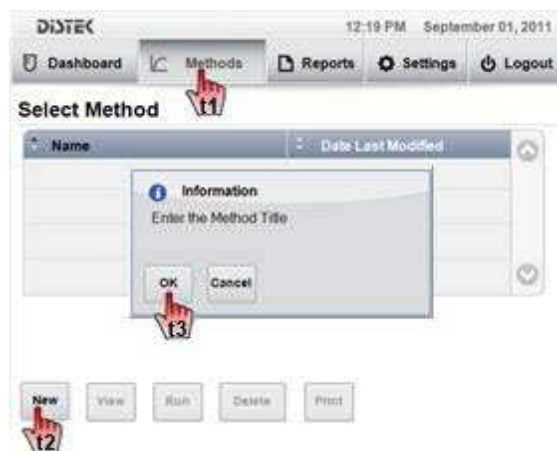 DISTEK 12:19 PM September 01, 2011
Dashboard Methods Reports Settings Logout
t1
Select Method
Name Date Last Modified
Information
Enter the Method Title
OK Cancel
t3
New View Run Delete Print
t2